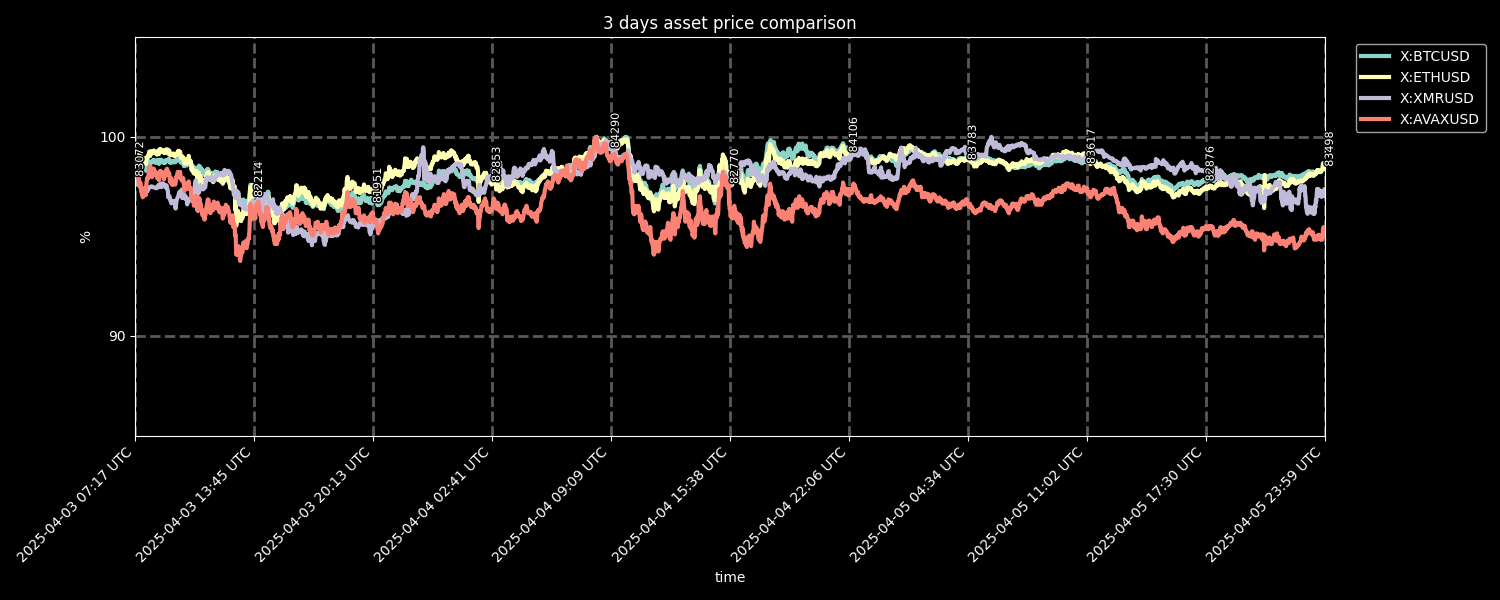 3 days asset price comparison
X:BTCUSD
X:ETHUSD
X:XMRUSD
X:AVAXUSD
%
100
90
83072
82214
81951
82853
84290
82770
84106
83783
83617
82876
83498
2025-04-03 07:17 UTC
2025-04-03 13:45 UTC
2025-04-03 20:13 UTC
2025-04-04 02:41 UTC
2025-04-04 09:09 UTC
2025-04-04 15:38 UTC
2025-04-04 22:06 UTC
2025-04-05 04:34 UTC
2025-04-05 11:02 UTC
2025-04-05 17:30 UTC
2025-04-05 23:59 UTC
time